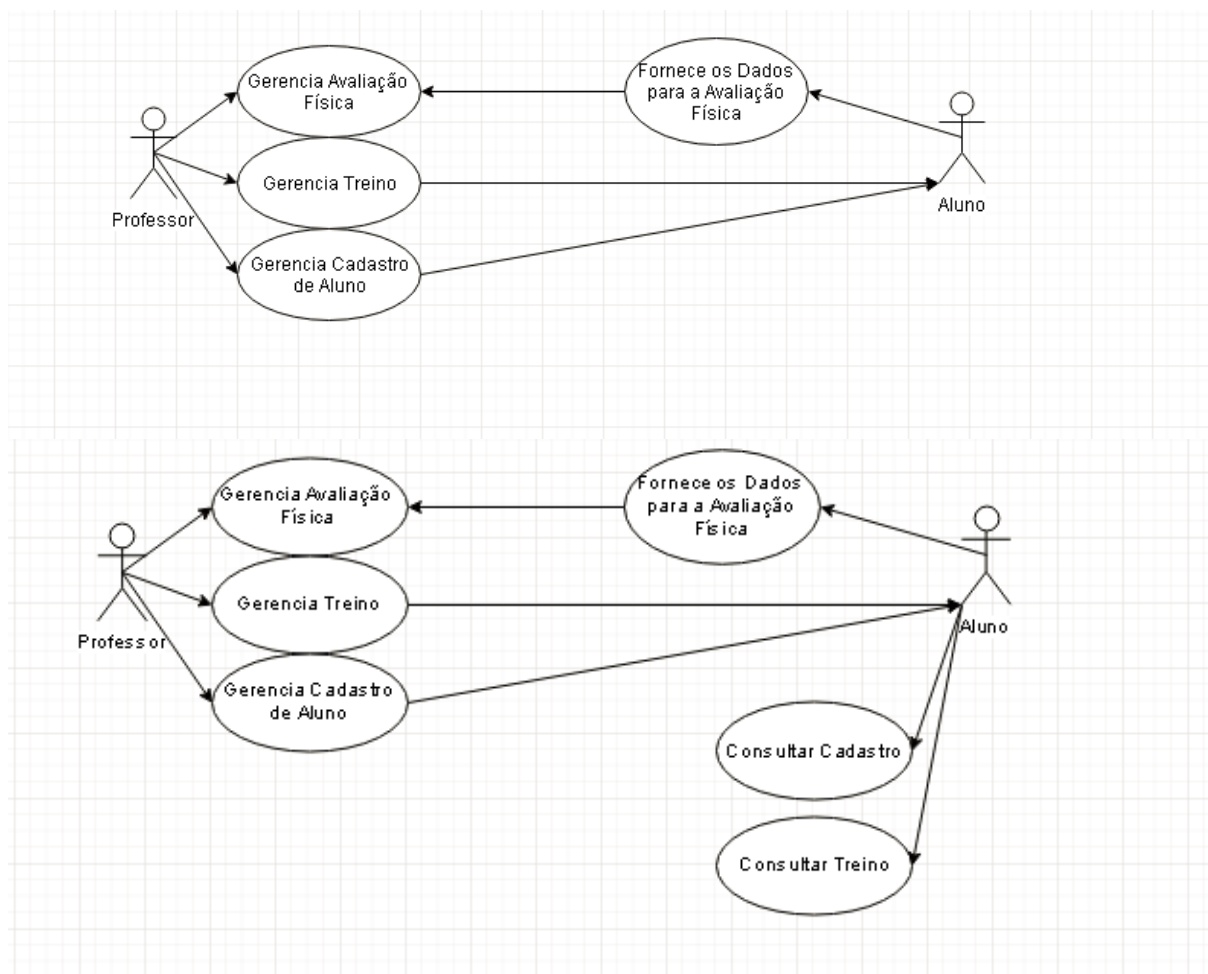 Gerencia Avaliação
Física
Fornece os Dados
para a Avaliação
Física
Gerencia Treino
Professor
Aluno
Gerencia Cadastro
de Aluno
Gerencia Avaliação
Física
Fornece os Dados
para a Avaliação
Física
Gerencia Treino
Professor
Aluno
Gerencia Cadastro
de Aluno
Consultar Cadastro
Consultar Treino